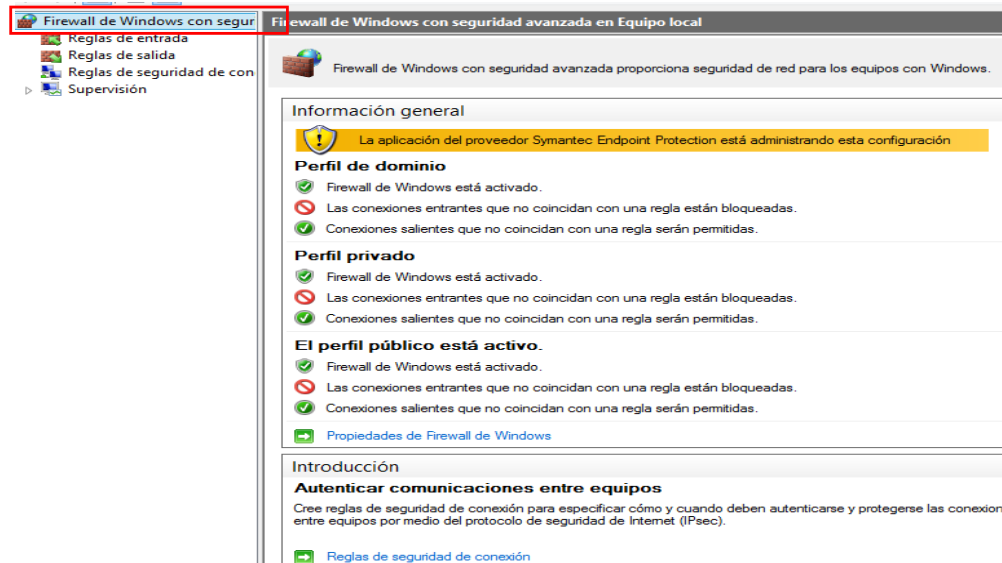 Firewall de Windows con segur
Reglas de entrada
Reglas de salida
Reglas de seguridad de con
Supervisión
Firewall de Windows con seguridad avanzada en Equipo local
Firewall de Windows con seguridad avanzada proporciona seguridad de red para los equipos con Windows.
Información general
La aplicación del proveedor Symantec Endpoint Protection está administrando esta configuración
Perfil de dominio
Firewall de Windows está activado.
Las conexiones entrantes que no coincidan con una regla están bloqueadas.
Conexiones salientes que no coincidan con una regla serán permitidas.
Perfil privado
Firewall de Windows está activado.
Las conexiones entrantes que no coincidan con una regla están bloqueadas.
Conexiones salientes que no coincidan con una regla serán permitidas.
El perfil público está activo.
Firewall de Windows está activado.
Las conexiones entrantes que no coincidan con una regla están bloqueadas.
Conexiones salientes que no coincidan con una regla serán permitidas.
Propiedades de Firewall de Windows
Introducción
Autenticar comunicaciones entre equipos
Cree reglas de seguridad de conexión para especificar cómo y cuando deben autenticarse y protegerse las conexion
entre equipos por medio del protocolo de seguridad de Internet (IPsec).
Reglas de seguridad de conexión